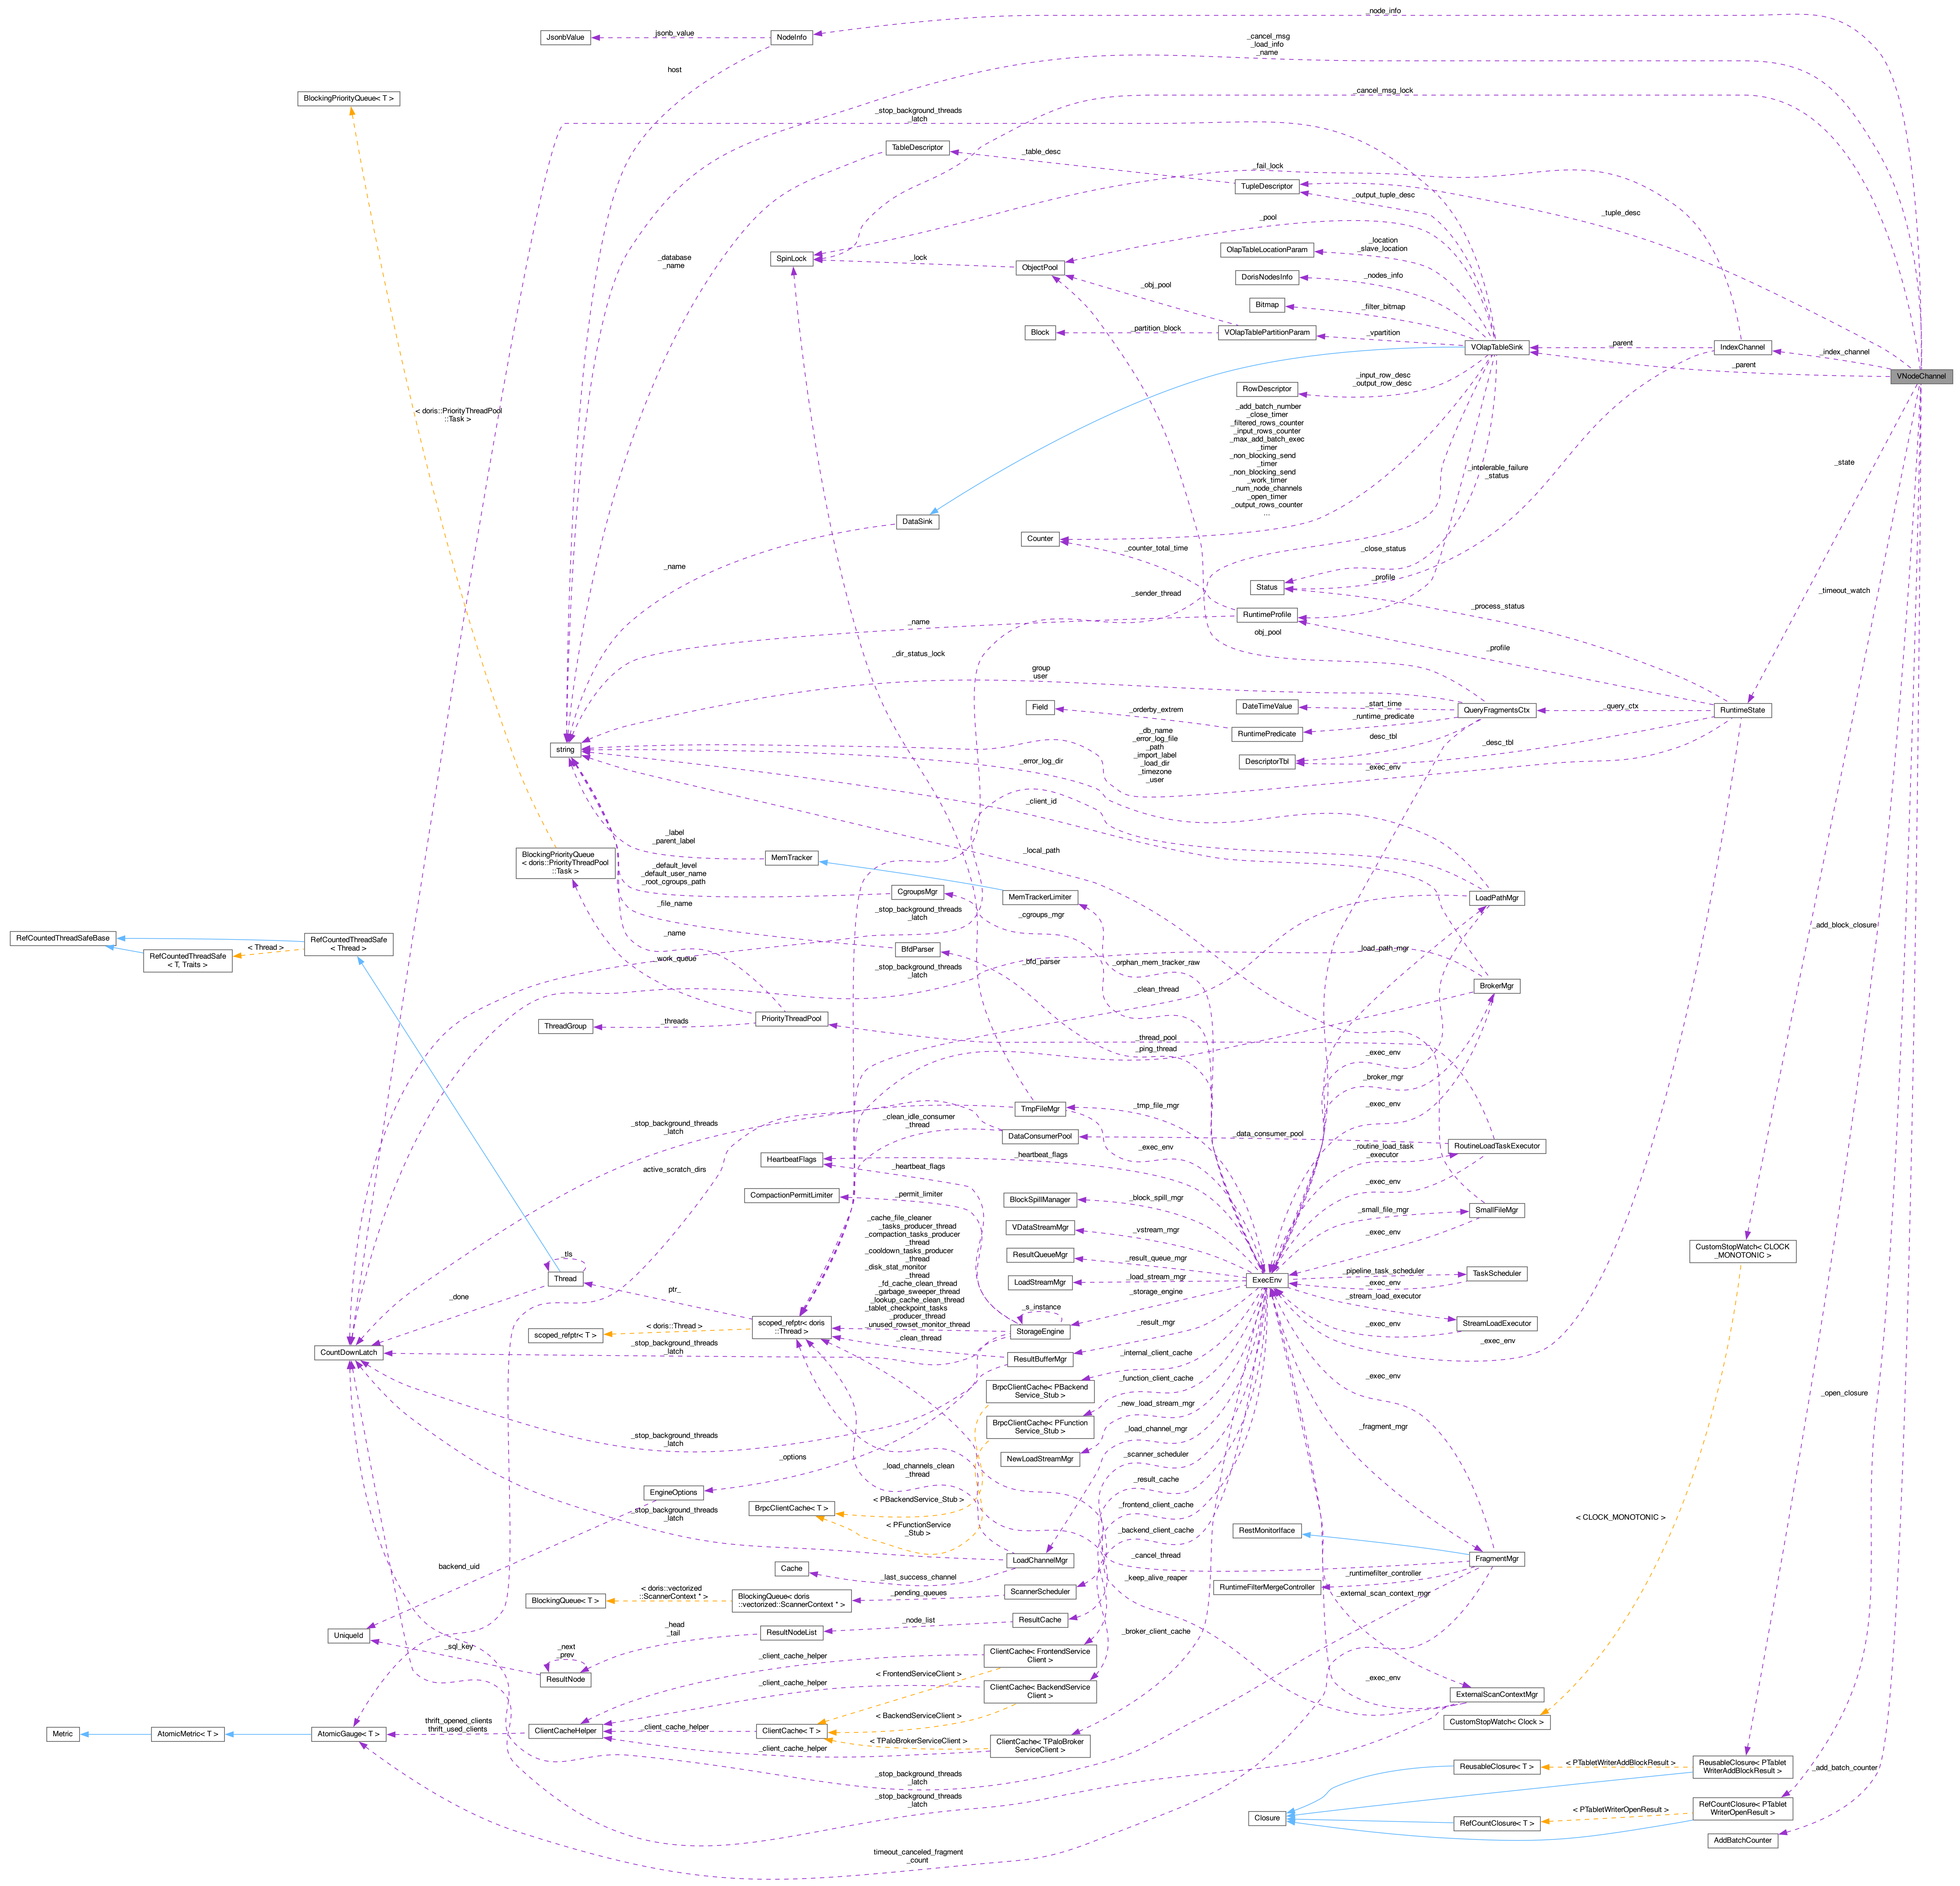 _node_info
JsonbValue
jsonb_value
NodeInfo
_cancel_msg
_load_info
_name
host
_cancel_msg_lock
BlockingPriorityQueue< T >
_stop_background_threads
_latch
TableDescriptor
_table_desc
_fail_lock
TupleDescriptor
_output_tuple_desc
_tuple_desc
_pool
_location
_slave_location
OlapTableLocationParam
_database
_name
SpinLock
_lock
ObjectPool
DorisNodesInfo
_nodes_info
_obj_pool
Bitmap
_filter_bitmap
Block
_partition_block
VOlapTablePartitionParam
_vpartition
VOlapTableSink
_parent
IndexChannel
_index_channel
_parent
VNodeChannel
RowDescriptor
_input_row_desc
_output_row_desc
< doris::PriorityThreadPool
::Task >
_add_batch_number
_close_timer
_filtered_rows_counter
_input_rows_counter
_max_add_batch_exec
_timer
_non_blocking_send
_timer
_non_blocking_send
_work_timer
_num_node_channels
_open_timer
_output_rows_counter
...
_intolerable_failure
_status
_state
DataSink
Counter
_counter_total_time
_close_status
_name
_profile
Status
_sender_thread
_process_status
_timeout_watch
RuntimeProfile
_name
obj_pool
_dir_status_lock
_profile
group
user
Field
_orderby_extrem
DateTimeValue
_start_time
QueryFragmentsCtx
_query_ctx
RuntimeState
_runtime_predicate
RuntimePredicate
desc_tbl
_desc_tbl
DescriptorTbl
string
_db_name
_error_log_file
_path
_import_label
_load_dir
_timezone
_user
_error_log_dir
_exec_env
_client_id
_label
_parent_label
MemTracker
_local_path
BlockingPriorityQueue
< doris::PriorityThreadPool
::Task >
_default_level
_default_user_name
_root_cgroups_path
CgroupsMgr
MemTrackerLimiter
LoadPathMgr
_file_name
_stop_background_threads
_latch
_cgroups_mgr
_add_block_closure
RefCountedThreadSafeBase
RefCountedThreadSafe
< Thread >
< Thread >
RefCountedThreadSafe
< T, Traits >
_name
BfdParser
_load_path_mgr
_work_queue
_bfd_parser
_orphan_mem_tracker_raw
_stop_background_threads
_latch
_clean_thread
BrokerMgr
ThreadGroup
_threads
PriorityThreadPool
_thread_pool
_ping_thread
_exec_env
_broker_mgr
_exec_env
TmpFileMgr
_tmp_file_mgr
_clean_idle_consumer
_thread
_stop_background_threads
_latch
DataConsumerPool
_data_consumer_pool
_exec_env
_routine_load_task
_executor
RoutineLoadTaskExecutor
HeartbeatFlags
_heartbeat_flags
_heartbeat_flags
active_scratch_dirs
_exec_env
CompactionPermitLimiter
_permit_limiter
BlockSpillManager
_block_spill_mgr
_small_file_mgr
SmallFileMgr
VDataStreamMgr
_vstream_mgr
_exec_env
_cache_file_cleaner
_tasks_producer_thread
_compaction_tasks_producer
_thread
_cooldown_tasks_producer
_thread
_disk_stat_monitor
_thread
_fd_cache_clean_thread
_garbage_sweeper_thread
_lookup_cache_clean_thread
_tablet_checkpoint_tasks
_producer_thread
_unused_rowset_monitor_thread
CustomStopWatch< CLOCK
_MONOTONIC >
_tls
Thread
ResultQueueMgr
_result_queue_mgr
ExecEnv
_pipeline_task_scheduler
TaskScheduler
_exec_env
LoadStreamMgr
_load_stream_mgr
ptr_
_done
_storage_engine
_stream_load_executor
_s_instance
scoped_refptr< doris
::Thread >
StorageEngine
StreamLoadExecutor
_exec_env
scoped_refptr< T >
< doris::Thread >
_result_mgr
_exec_env
CountDownLatch
_stop_background_threads
_latch
_clean_thread
ResultBufferMgr
_internal_client_cache
_exec_env
BrpcClientCache< PBackend
Service_Stub >
_function_client_cache
_open_closure
_new_load_stream_mgr
BrpcClientCache< PFunction
Service_Stub >
_fragment_mgr
_load_channel_mgr
_stop_background_threads
_latch
NewLoadStreamMgr
_scanner_scheduler
_options
_load_channels_clean
_thread
_result_cache
EngineOptions
< PBackendService_Stub >
BrpcClientCache< T >
_frontend_client_cache
_stop_background_threads
_latch
< PFunctionService
_Stub >
< CLOCK_MONOTONIC >
RestMonitorIface
_backend_client_cache
_cancel_thread
FragmentMgr
backend_uid
LoadChannelMgr
Cache
_last_success_channel
_keep_alive_reaper
_runtimefilter_controller
RuntimeFilterMergeController
_external_scan_context_mgr
BlockingQueue< T >
< doris::vectorized
::ScannerContext * >
BlockingQueue< doris
::vectorized::ScannerContext * >
_pending_queues
ScannerScheduler
UniqueId
_head
_tail
ResultNodeList
_node_list
ResultCache
_broker_client_cache
_sql_key
_next
_prev
ResultNode
_client_cache_helper
ClientCache< FrontendService
Client >
< FrontendServiceClient >
_exec_env
_client_cache_helper
ClientCache< BackendService
Client >
ExternalScanContextMgr
< BackendServiceClient >
CustomStopWatch< Clock >
Metric
AtomicMetric< T >
AtomicGauge< T >
thrift_opened_clients
thrift_used_clients
ClientCacheHelper
_client_cache_helper
ClientCache< T >
< TPaloBrokerServiceClient >
_client_cache_helper
ClientCache< TPaloBroker
ServiceClient >
_stop_background_threads
_latch
_stop_background_threads
_latch
ReusableClosure< T >
< PTabletWriterAddBlockResult >
ReusableClosure< PTablet
WriterAddBlockResult >
_add_batch_counter
Closure
RefCountClosure< T >
< PTabletWriterOpenResult >
RefCountClosure< PTablet
WriterOpenResult >
AddBatchCounter
timeout_canceled_fragment
_count